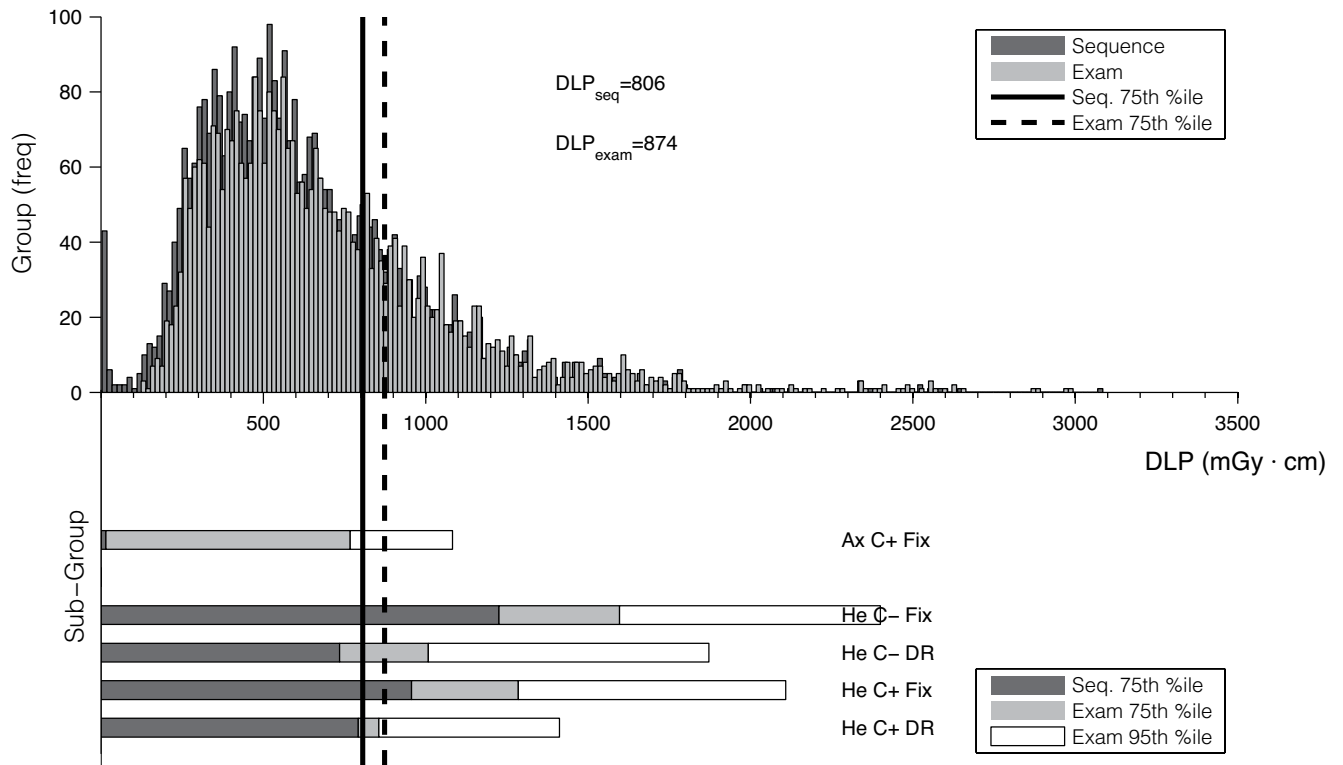 100
80
60
40
20
0
Group (freq)
DLPseq=806
DLPexam=874
Sequence
Exam
Seq. 75th %ile
Exam 75th %ile
500 1000 1500 2000 2500 3000 3500
DLP (mGy · cm)
Sub−Group
Ax C+ Fix
He C− Fix
He C− DR
He C+ Fix
He C+ DR
Seq. 75th %ile
Exam 75th %ile
Exam 95th %ile